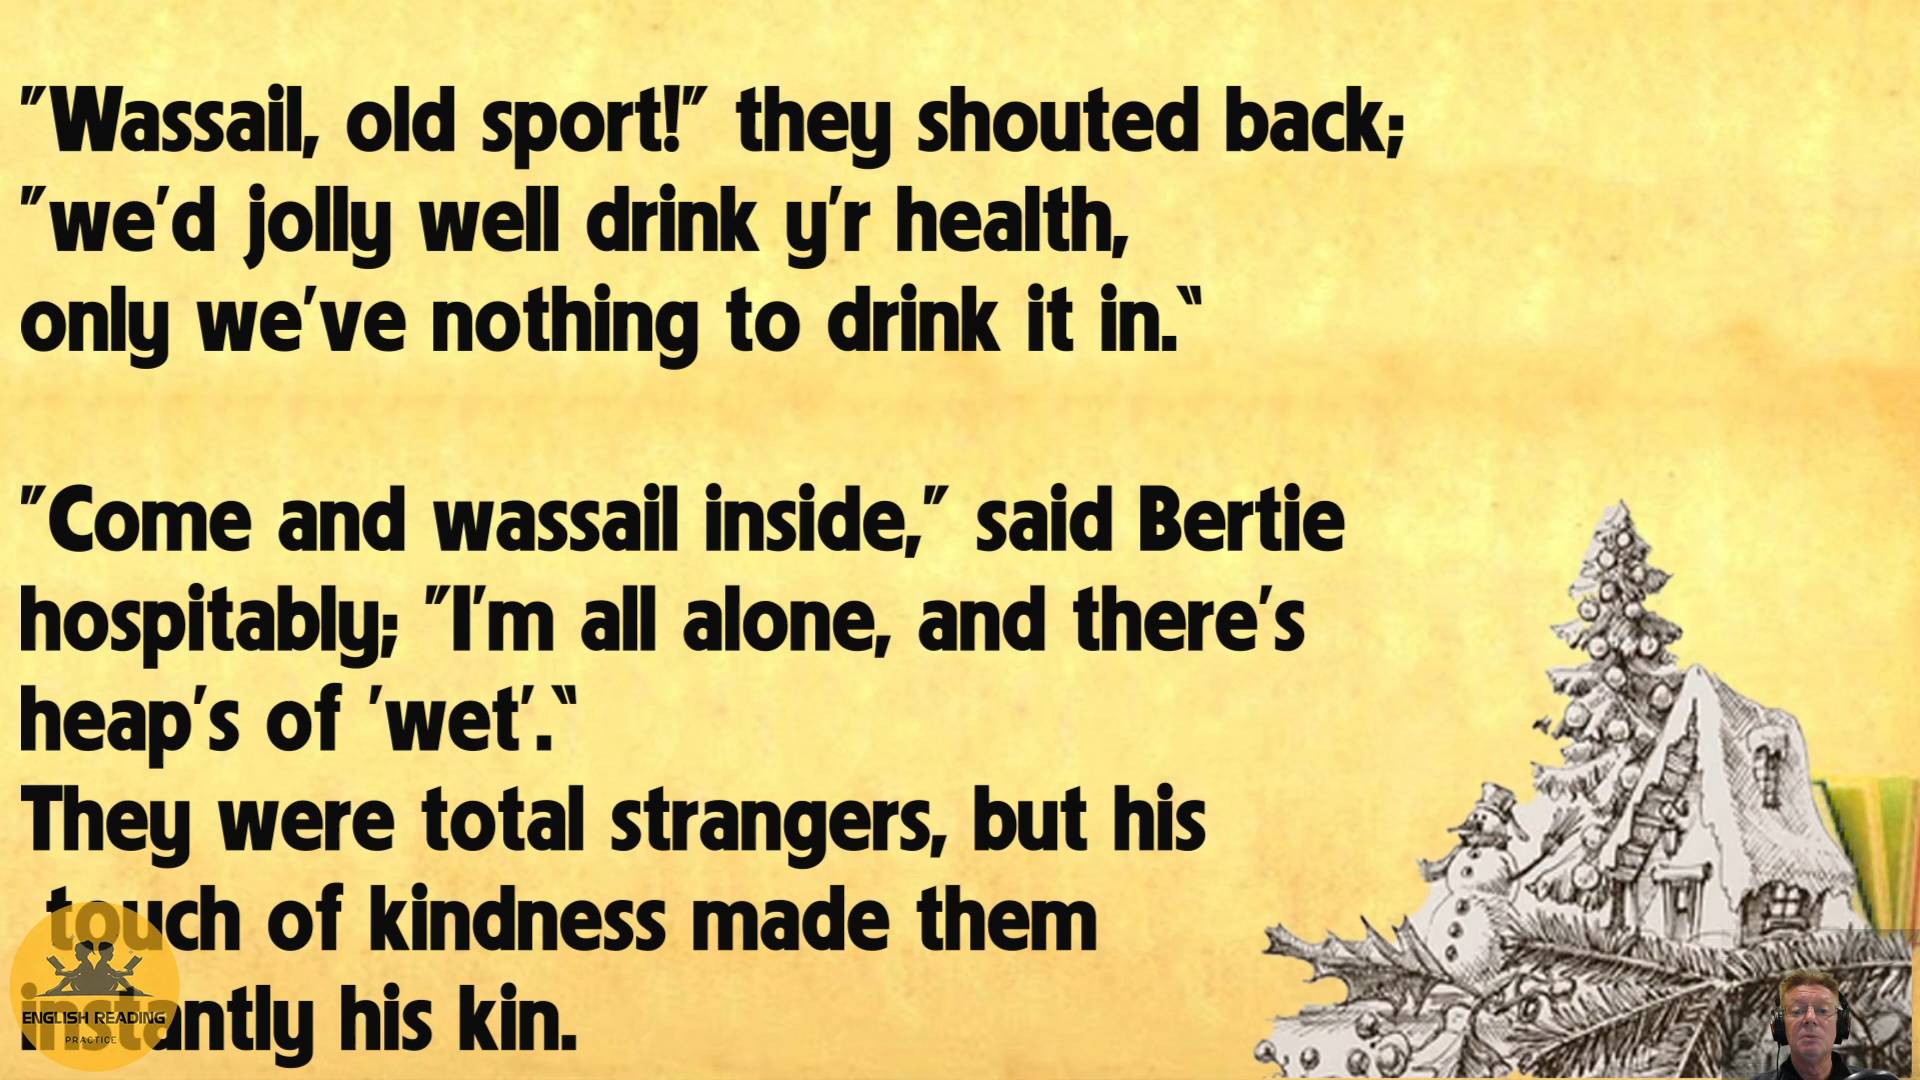 "Wassail, old sport!" they shouted back;
"we'd jolly well drink y'r health,
only we've nothing to drink it in."
"Come and wassail inside," said Bertie
hospitably; "I'm all alone, and there's
heap's of 'wet'."
They were total strangers, but his
touch of kindness made them
instantly his kin.
ENGLISH READING
PRACTICE